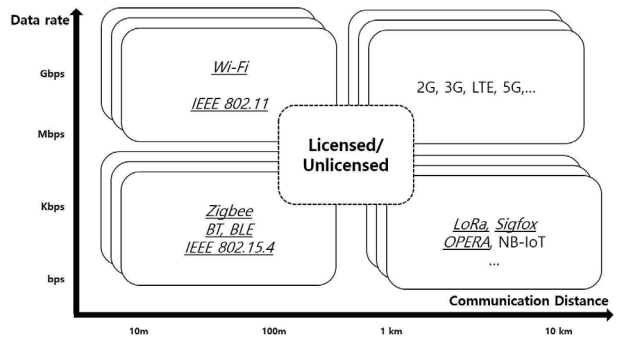 Data rate
Gbps
Mbps
Kbps
bps
Wi-Fi
IEEE 802.11
2G, 3G, LTE, 5G,...
Licensed/
Unlicensed
Zigbee
BT, BLE
IEEE 802.15.4
LoRa, Sigfox
OPERA, NB-IoT
...
Communication Distance
10m
100m
1 km
10 km